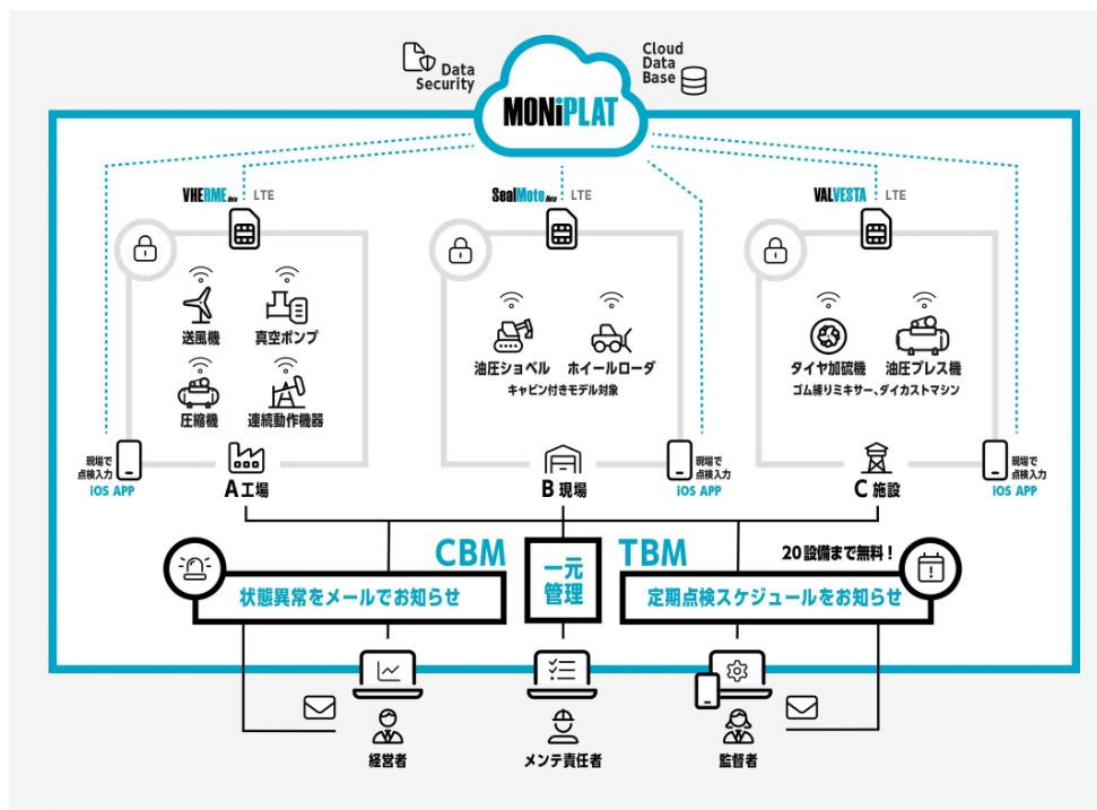 Data
Security
Cloud
Data
Base
MONiPLAT
VHERME Beta LTE
SealMote Beta LTE
VALVESTA LTE
送風機
真空ポンプ
圧縮機
連続動作機器
油圧ショベル
ホイールローダ
キャビン付きモデル対象
タイヤ加硫機
油圧プレス機
ゴム練りミキサー、ダイカストマシン
現場で
点検入力
iOS APP
A工場
B 現場
現場で
点検入力
iOS APP
C 施設
現場で
点検入力
iOS APP
CBM
状態異常をメールでお知らせ
一元
管理
TBM
20設備まで無料!
定期点検スケジュールをお知らせ
経営者
メンテ責任者
監督者